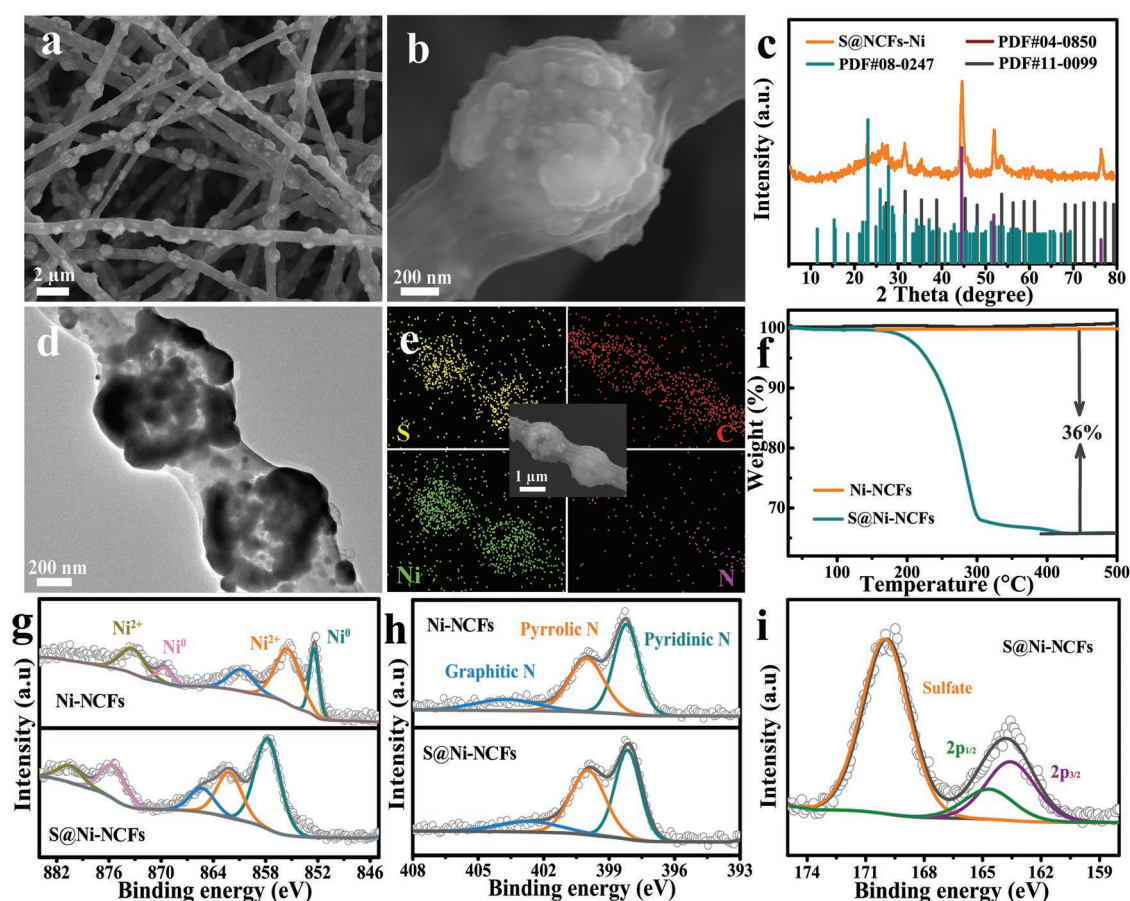 a
2 µm
b
200 nm
c
S@NCFs-Ni
PDF#04-0850
PDF#08-0247
PDF#11-0099
Intensity (a.u.)
10 20 30 40 50 60 70 80
2 Theta (degree)
d
200 nm
e
S
C
1 µm
Ni
N
f
100
90
80
70
Weight (%)
36%
Ni-NCFs
S@Ni-NCFs
100 200 300 400 500
Temperature (°C)
g
Ni²⁺
Ni⁰
Ni²⁺
Ni⁰
Ni-NCFs
S@Ni-NCFs
Intensity (a.u)
882 873 864 855 846
Binding energy (eV)
h
Ni-NCFs
Pyrrolic N
Pyridinic N
Graphitic N
S@Ni-NCFs
Intensity (a.u)
408 405 402 399 396 393
Binding energy (eV)
i
S@Ni-NCFs
Sulfate
2p₁/₂
2p₃/₂
Intensity (a.u)
174 171 168 165 162 159
Binding energy (eV)